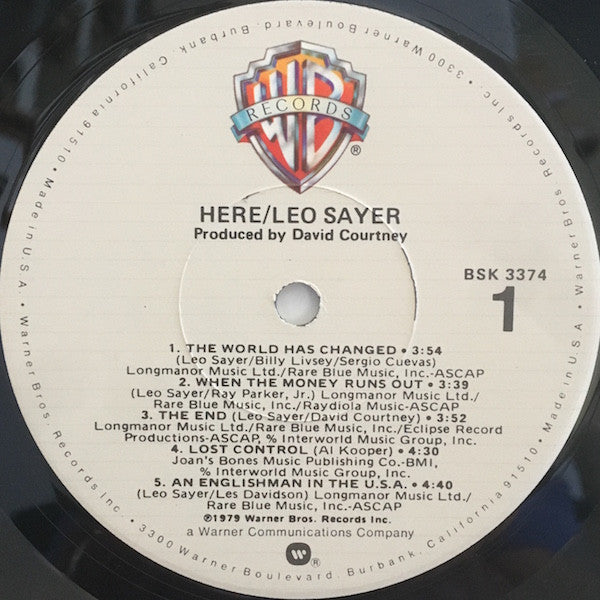 WB
RECORDS
®
HERE/LEO SAYER
Produced by David Courtney
BSK 3374
1
1. THE WORLD HAS CHANGED • 3:54
(Leo Sayer/Billy Livsey/Sergio Cuevas)
Longmanor Music Ltd./Rare Blue Music, Inc.-ASCAP
2. WHEN THE MONEY RUNS OUT • 3:39
(Leo Sayer/Ray Parker, Jr.) Longmanor Music Ltd./
Rare Blue Music, Inc./Raydiola Music-ASCAP
3. THE END (Leo Sayer/David Courtney) • 3:52
Longmanor Music Ltd./Rare Blue Music, Inc./Eclipse Record
Productions-ASCAP, % Interworld Music Group, Inc.
4. LOST CONTROL (Al Kooper) • 4:30
Joan's Bones Music Publishing Co.-BMI,
% Interworld Music Group, Inc.
5. AN ENGLISHMAN IN THE U.S.A. • 4:40
(Leo Sayer/Les Davidson) Longmanor Music Ltd./
Rare Blue Music, Inc.-ASCAP
℗1979 Warner Bros. Records Inc.
a Warner Communications Company
W ®
Made in U.S.A. • Warner Bros. Records Inc. • 3300 Warner Boulevard, Burbank, California 91510 • Made in U.S.A. • Warner Bros. Records Inc. • 3300 Warner Boulevard, Burbank, California 91510 •